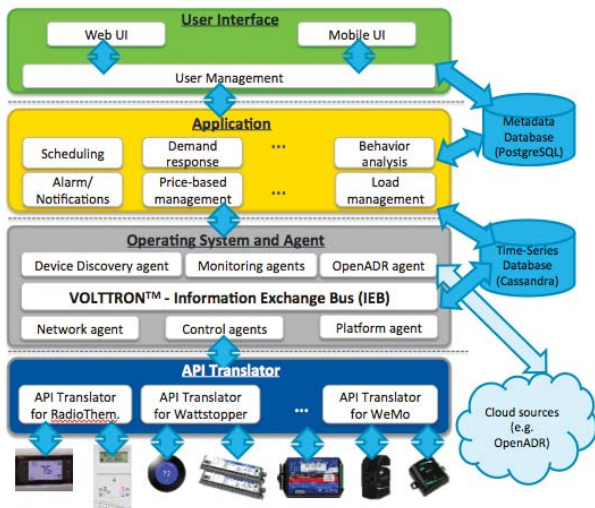 User Interface
Web UI
Mobile UI
User Management
Application
Scheduling
Demand
response
...
Behavior
analysis
Alarm/
Notifications
Price-based
management
...
Load
management
Metadata
Database
(PostgreSQL)
Operating System and Agent
Device Discovery agent
Monitoring agents
OpenADR agent
VOLTTRON™ - Information Exchange Bus (IEB)
Network agent
Control agents
Platform agent
Time-Series
Database
(Cassandra)
API Translator
API Translator
for RadioThem.
API Translator
for Wattstopper
...
API Translator
for WeMo
Cloud sources
(e.g.
OpenADR)
75
72